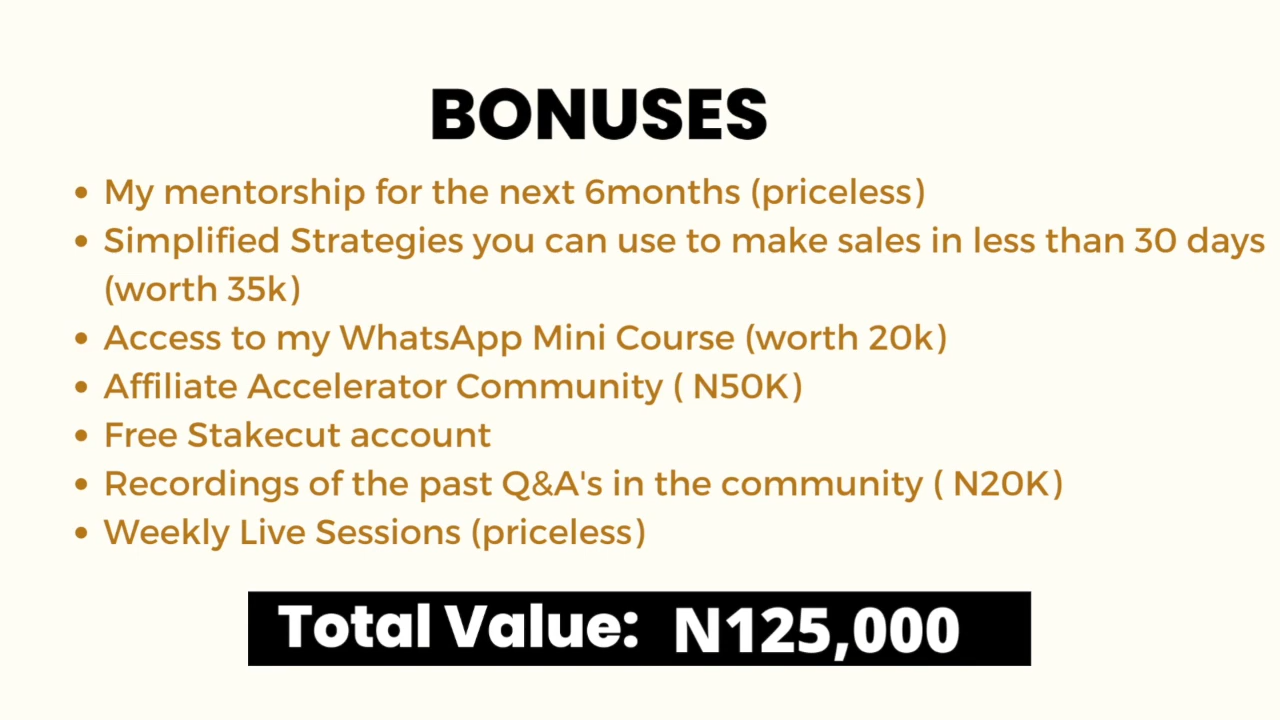 BONUSES
• My mentorship for the next 6months (priceless)
• Simplified Strategies you can use to make sales in less than 30 days
(worth 35k)
• Access to my WhatsApp Mini Course (worth 20k)
• Affiliate Accelerator Community ( N50K)
• Free Stakecut account
• Recordings of the past Q&A's in the community ( N20K)
• Weekly Live Sessions (priceless)
Total Value: N125,000